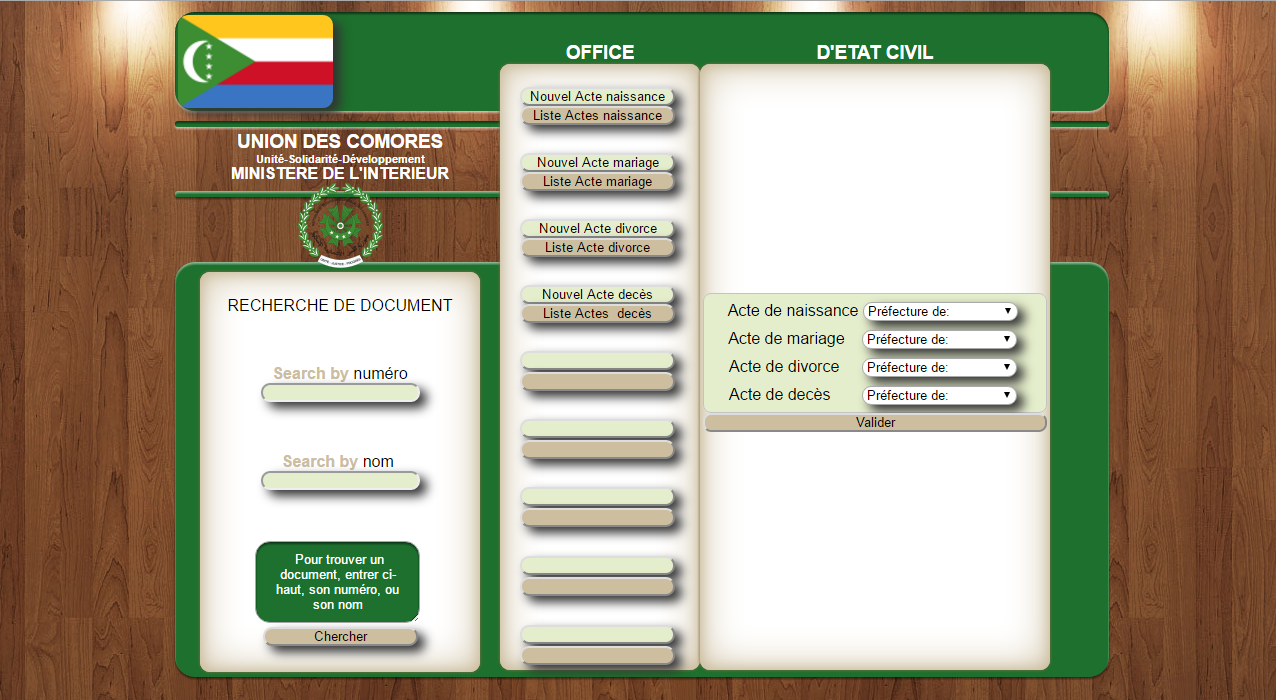 OFFICE
D'ETAT CIVIL
UNION DES COMORES
Unité-Solidarité-Développement
MINISTERE DE L'INTERIEUR
RECHERCHE DE DOCUMENT
Search by numéro
Search by nom
Pour trouver un
document, entrer ci-
haut, son numéro, ou
son nom
Chercher
Nouvel Acte naissance
Liste Actes naissance
Nouvel Acte mariage
Liste Acte mariage
Nouvel Acte divorce
Liste Acte divorce
Nouvel Acte decès
Liste Actes decès
Acte de naissance Préfecture de:
Acte de mariage Préfecture de:
Acte de divorce Préfecture de:
Acte de decès Préfecture de:
Valider